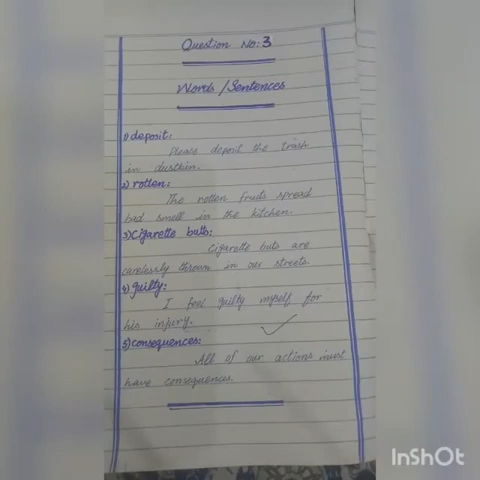 Question No: 3
Words / Sentences
1) deposit:
Please deposit the trash
in dustbin.
2) rotten:
The rotten fruits spread
bad smell in the kitchen.
3) Cigarette butts:
Cigarette buts are
carelessly thrown in our streets.
4) guilty:
I feel guilty myself for
his injury.
5) consequences:
All of our actions must
have consequences.
InShOt